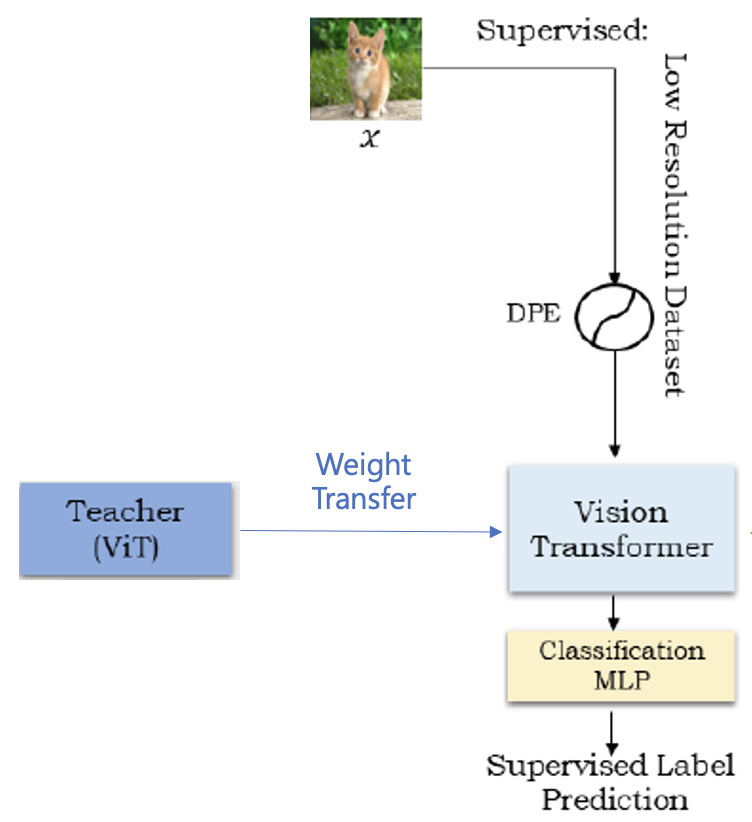 Supervised:
x
Low Resolution Dataset
DPE
Weight
Transfer
Teacher
(ViT)
Vision
Transformer
Classification
MLP
Supervised Label
Prediction